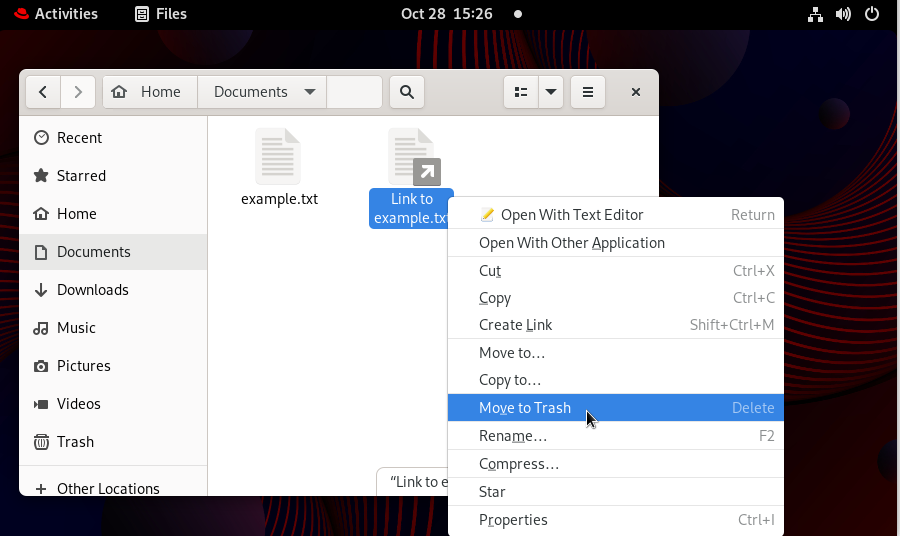 Activities Files Oct 28 15:26
Home Documents
Recent
Starred
Home
Documents
Downloads
Music
Pictures
Videos
Trash
Other Locations
example.txt
Link to
example.txt
"Link to e
Open With Text Editor Return
Open With Other Application
Cut Ctrl+X
Copy Ctrl+C
Create Link Shift+Ctrl+M
Move to…
Copy to…
Move to Trash Delete
Rename… F2
Compress…
Star
Properties Ctrl+I